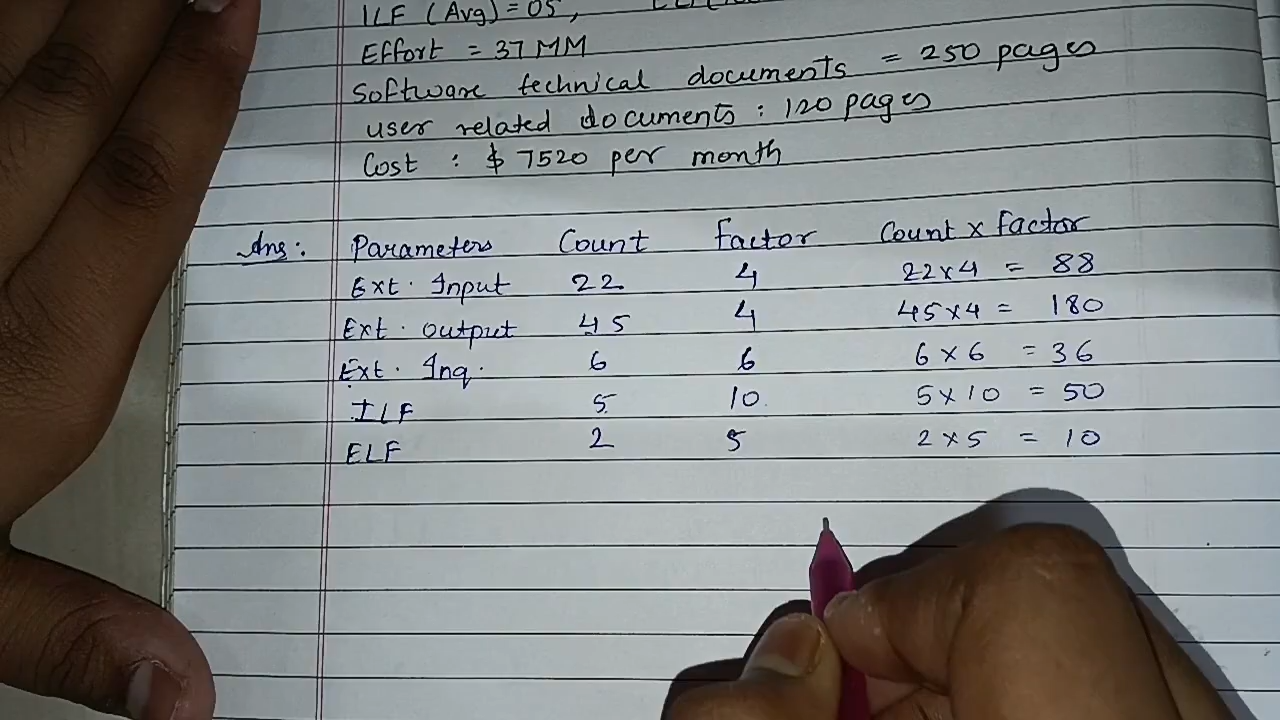 ILF (Avg) = 05,
Effort = 37 MM
Software technical documents = 250 pages
user related documents : 120 pages
Cost : $ 7520 per month
Ans: Parameters Count Factor Count x Factor
Ext. Input 22 4 22x4 = 88
Ext. output 45 4 45x4 = 180
Ext. Inq. 6 6 6 x 6 = 36
ILF 5 10 5 x 10 = 50
ELF 2 5 2 x 5 = 10